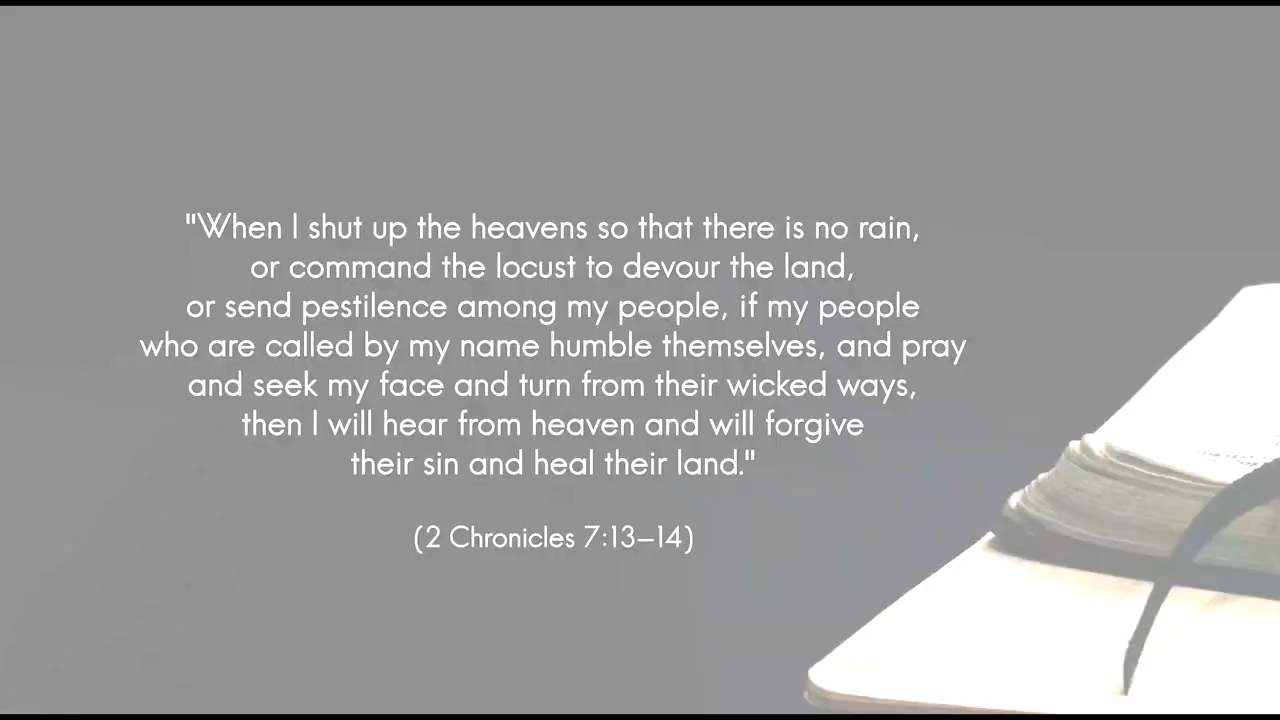 "When I shut up the heavens so that there is no rain,
or command the locust to devour the land,
or send pestilence among my people, if my people
who are called by my name humble themselves, and pray
and seek my face and turn from their wicked ways,
then I will hear from heaven and will forgive
their sin and heal their land."
(2 Chronicles 7:13–14)